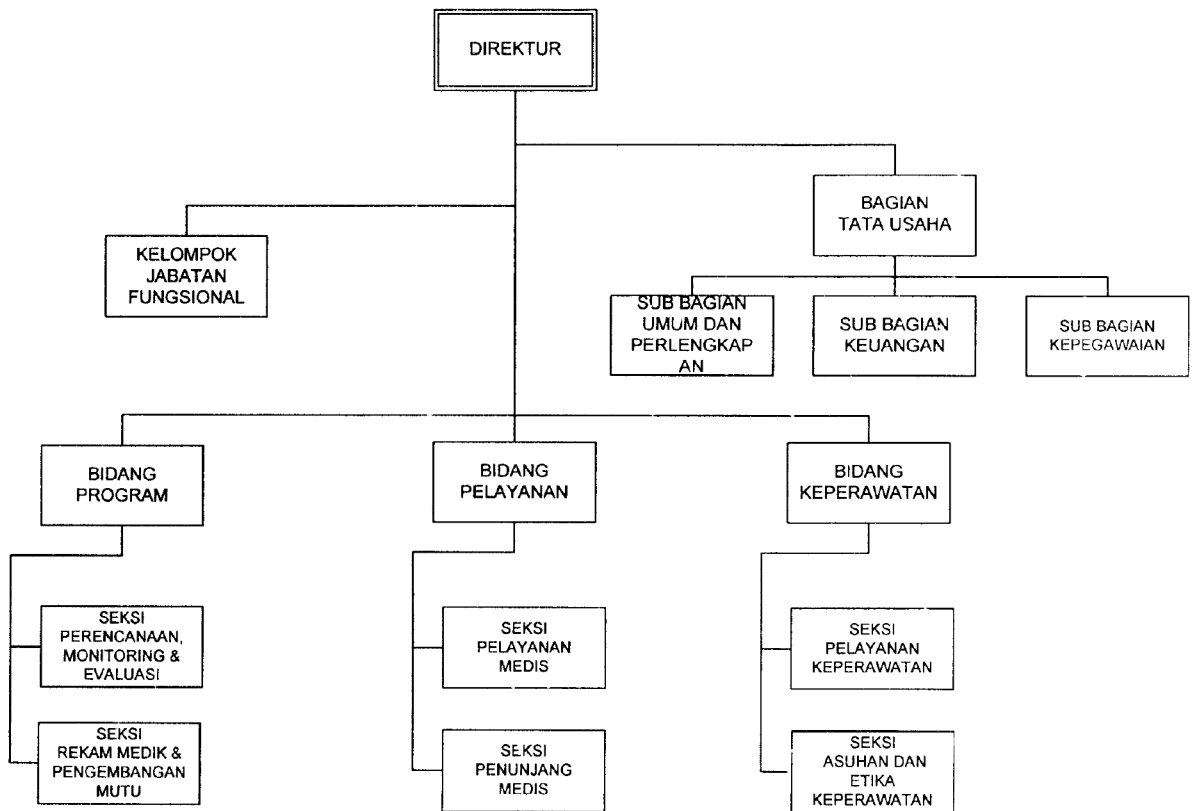 DIREKTUR
BAGIAN
TATA USAHA
KELOMPOK
JABATAN
FUNGSIONAL
SUB BAGIAN
UMUM DAN
PERLENGKAP
AN
SUB BAGIAN
KEUANGAN
SUB BAGIAN
KEPEGAWAIAN
BIDANG
PROGRAM
BIDANG
PELAYANAN
BIDANG
KEPERAWATAN
SEKSI
PERENCANAAN,
MONITORING &
EVALUASI
SEKSI
PELAYANAN
MEDIS
SEKSI
PELAYANAN
KEPERAWATAN
SEKSI
REKAM MEDIK &
PENGEMBANGAN
MUTU
SEKSI
PENUNJANG
MEDIS
SEKSI
ASUHAN DAN
ETIKA
KEPERAWATAN